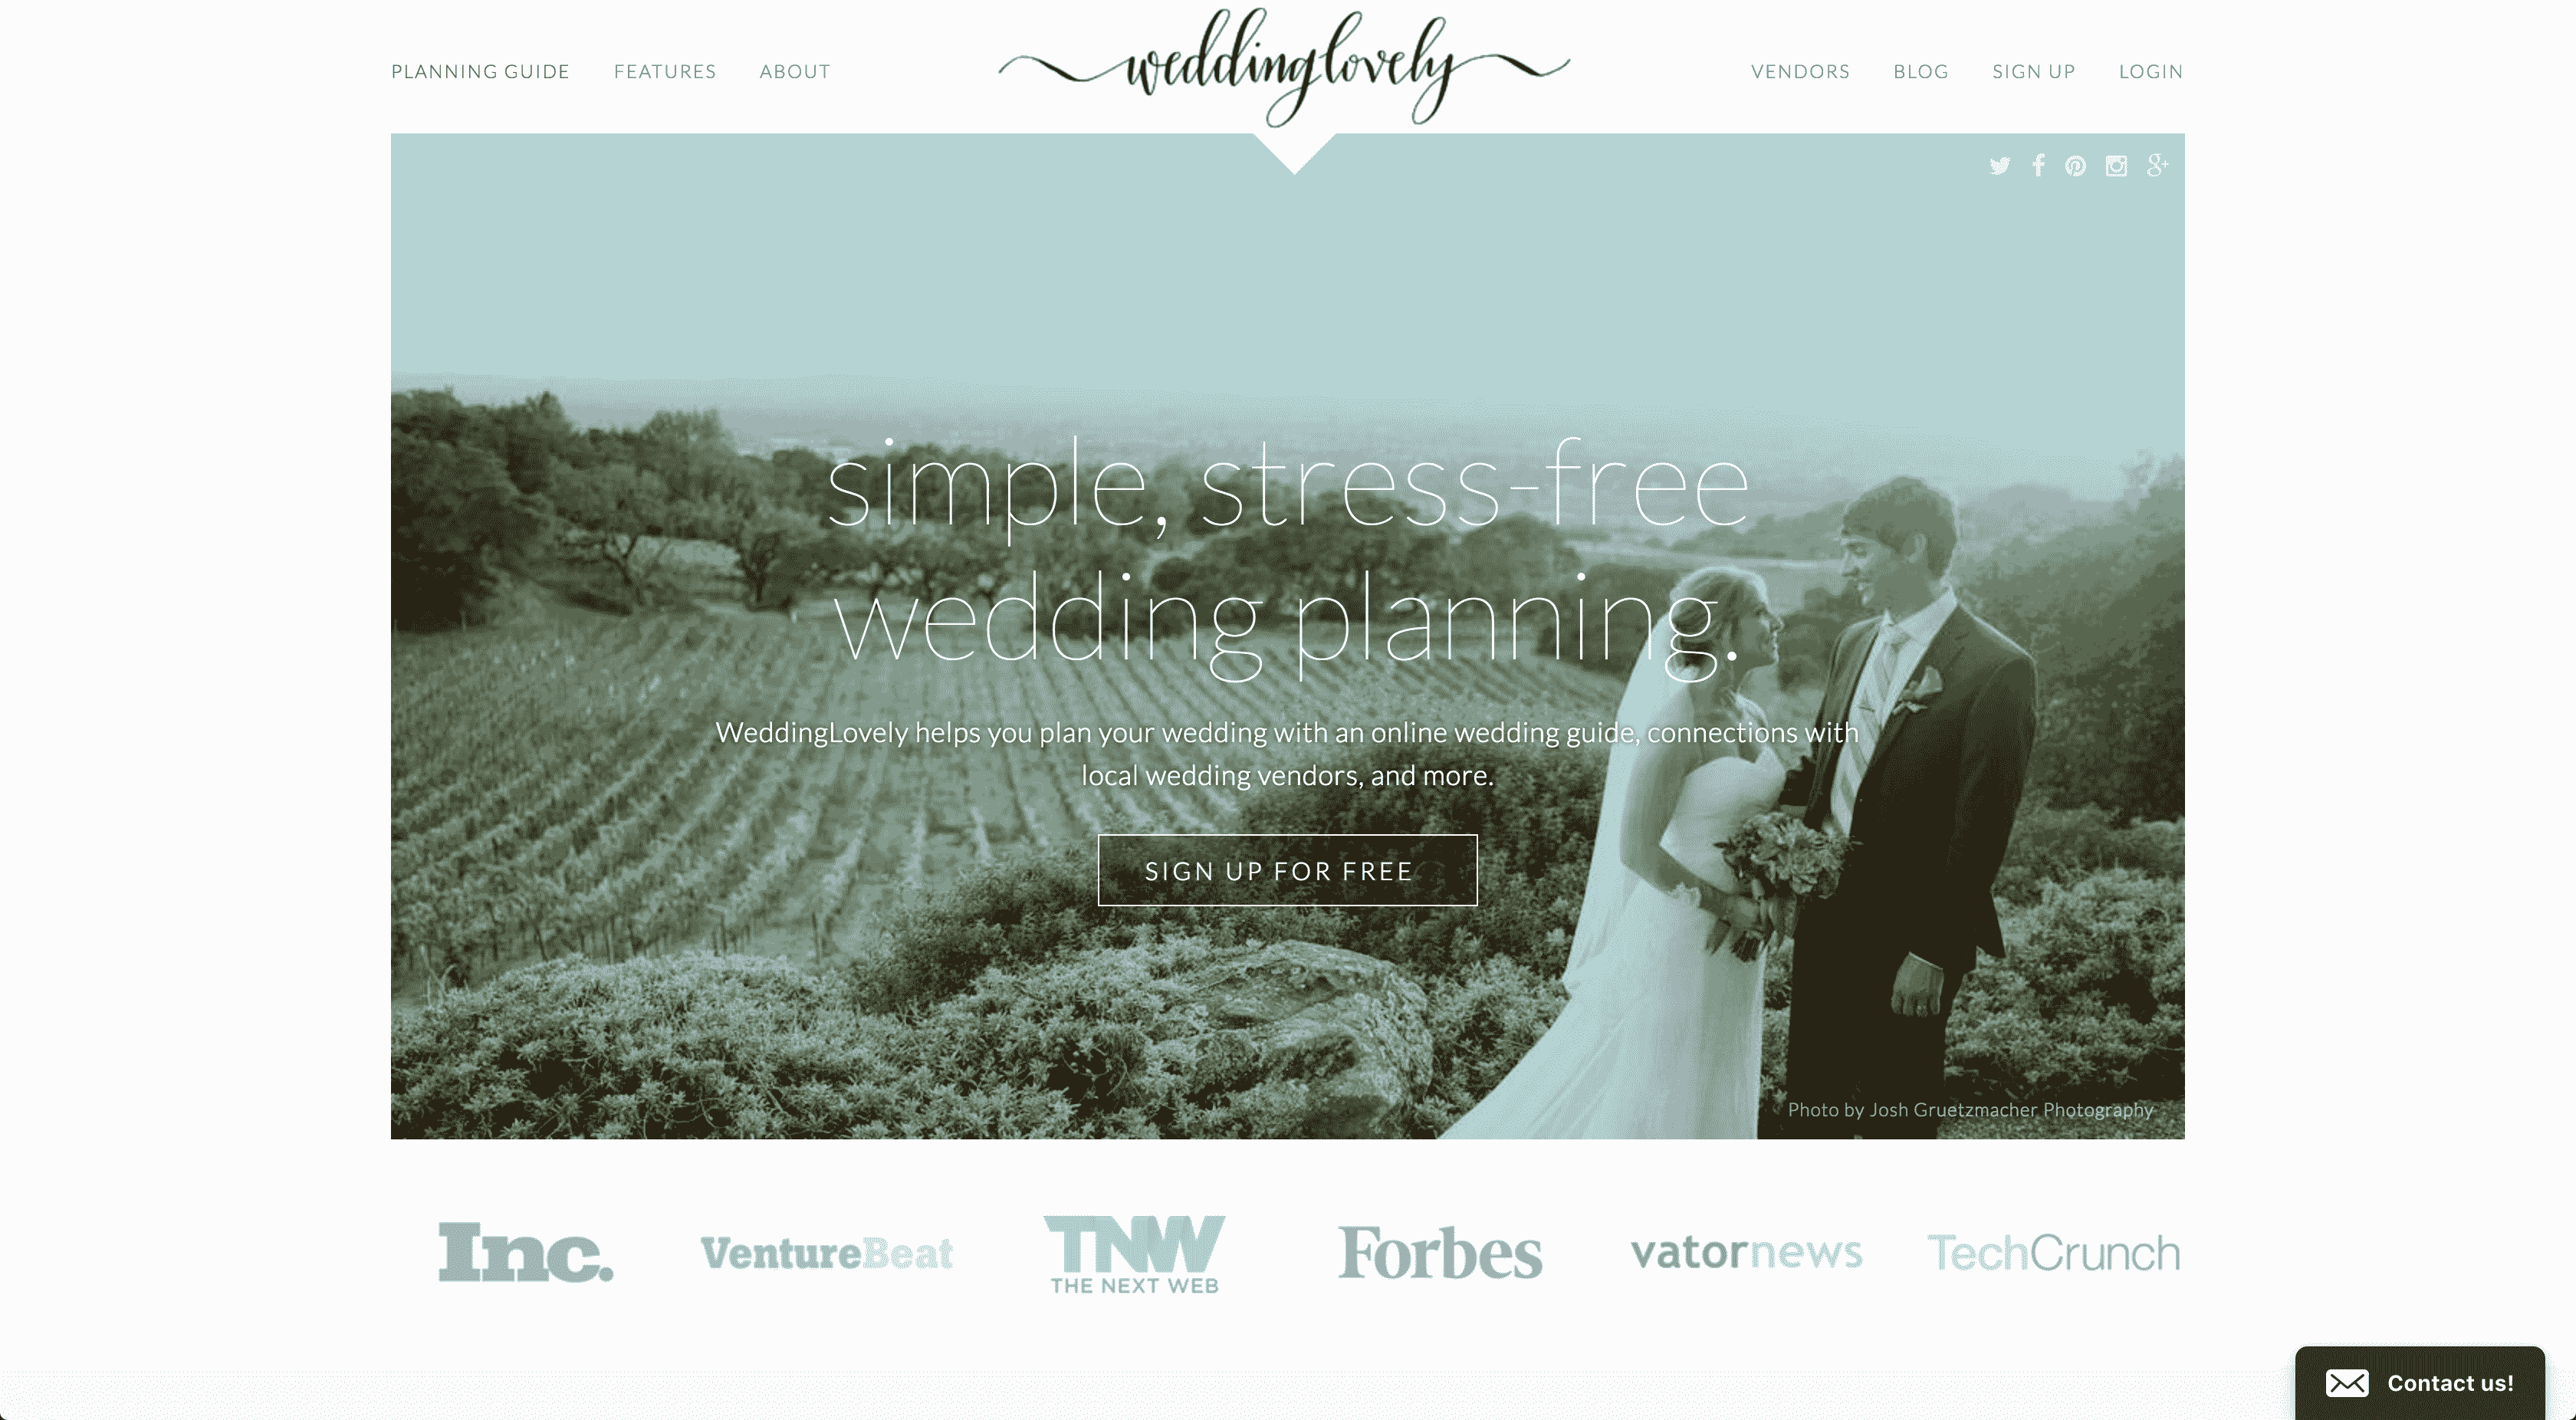 PLANNING GUIDE FEATURES ABOUT weddinglovely VENDORS BLOG SIGN UP LOGIN
simple, stress-free
wedding planning.
WeddingLovely helps you plan your wedding with an online wedding guide, connections with
local wedding vendors, and more.
SIGN UP FOR FREE
Photo by Josh Gruetzmacher Photography
Inc. VentureBeat TNW Forbes vatornews TechCrunch
THE NEXT WEB
Contact us!